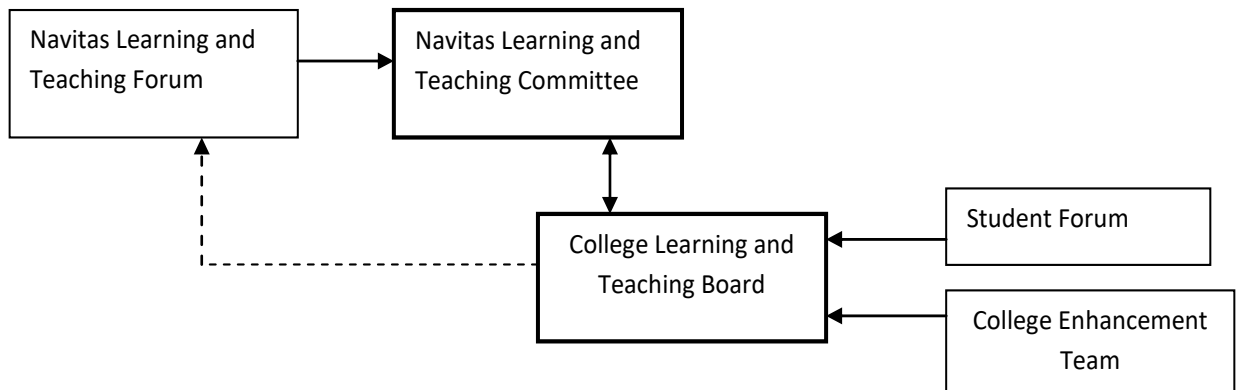 Navitas Learning and
Teaching Forum
Navitas Learning and
Teaching Committee
College Learning and
Teaching Board
Student Forum
College Enhancement
Team